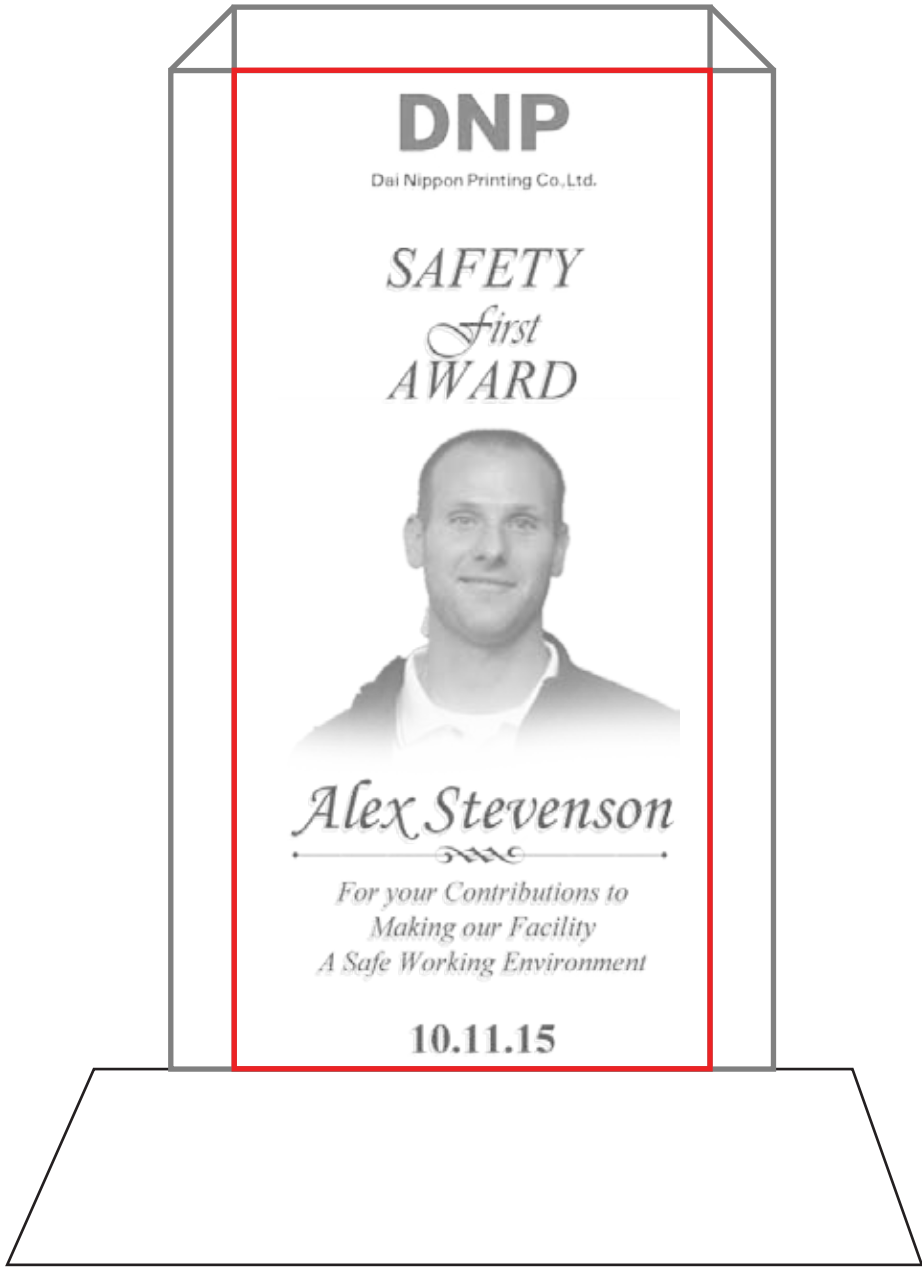 DNP
Dai Nippon Printing Co.,Ltd.
SAFETY
first
AWARD
Alex Stevenson
For your Contributions to
Making our Facility
A Safe Working Environment
10.11.15